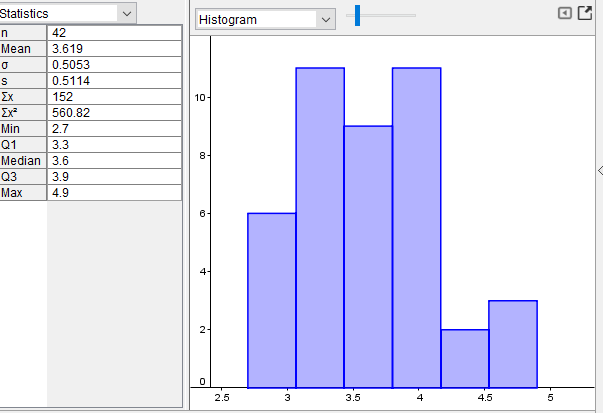 Statistics
n 42
Mean 3.619
σ 0.5053
s 0.5114
Σx 152
Σx² 560.82
Min 2.7
Q1 3.3
Median 3.6
Q3 3.9
Max 4.9
Histogram
10
8
6
4
2
0
2.5 3 3.5 4 4.5 5